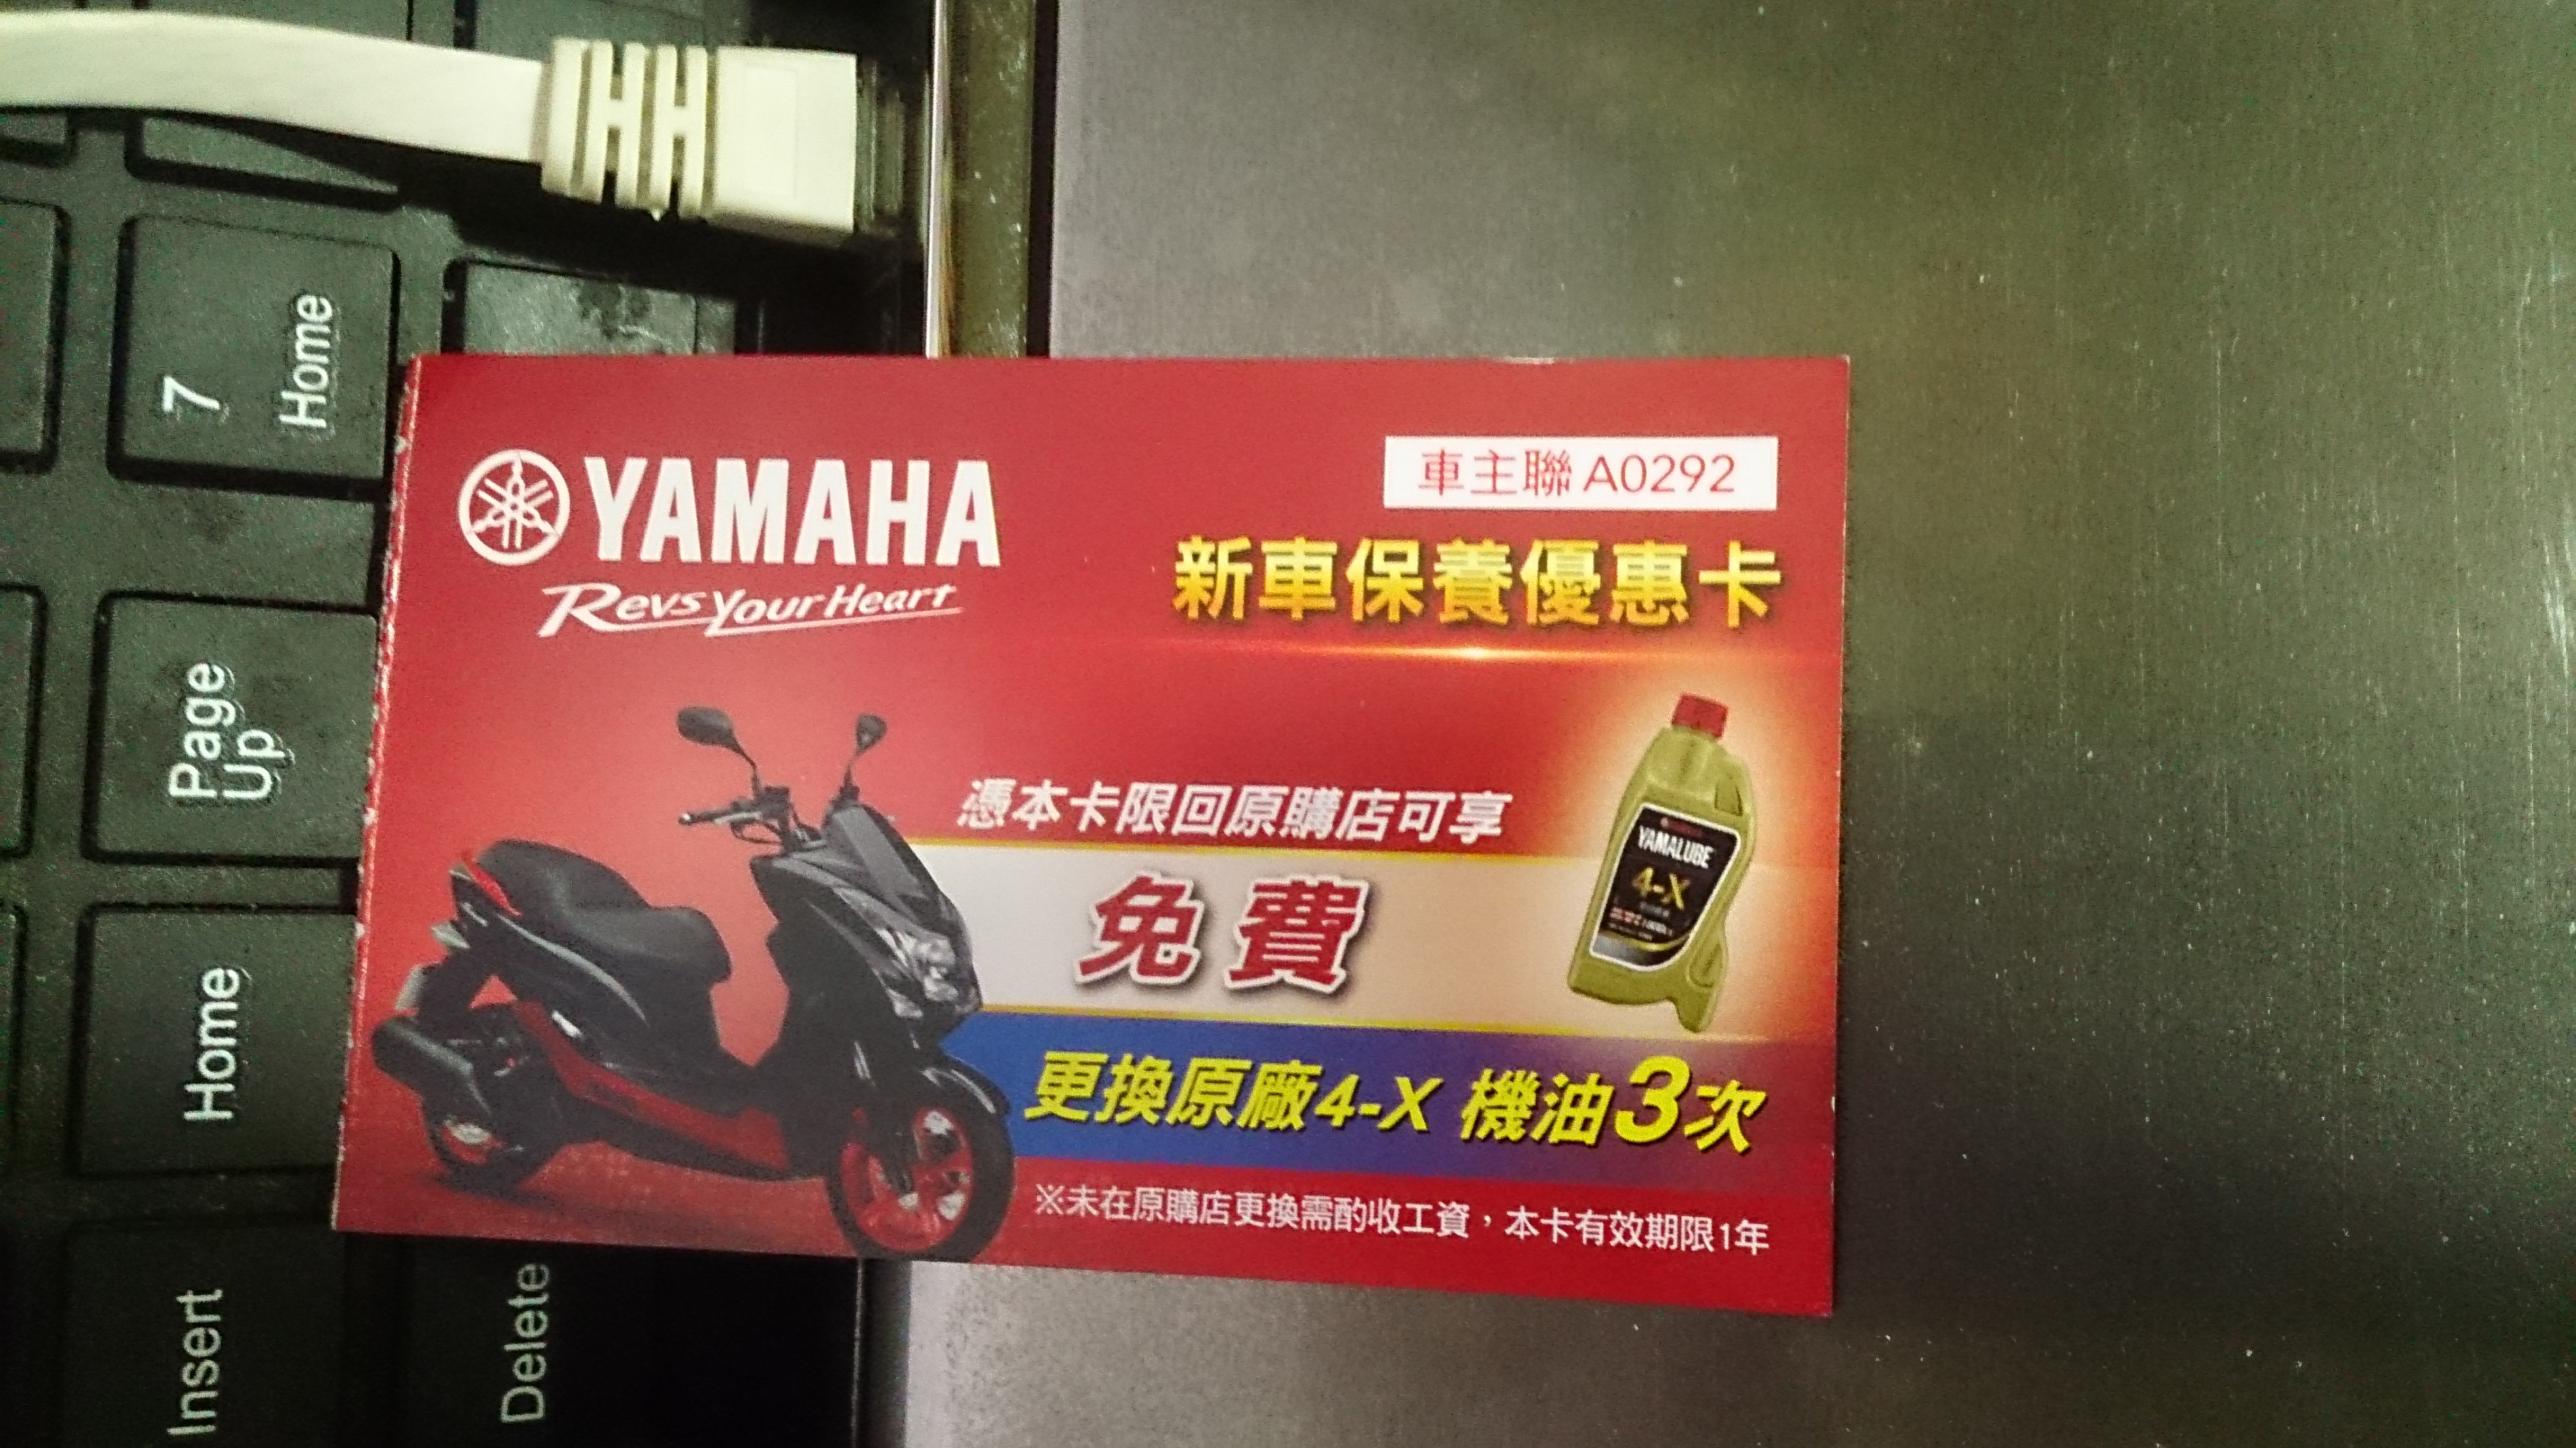 7
Home
Page
Up
Home
Insert
Delete
YAMAHA
Revs Your Heart
車主聯 A0292
新車保養優惠卡
憑本卡限回原購店可享
免費
YAMALUBE
4-X
更換原廠4-X 機油3次
※未在原購店更換需酌收工資，本卡有效期限1年